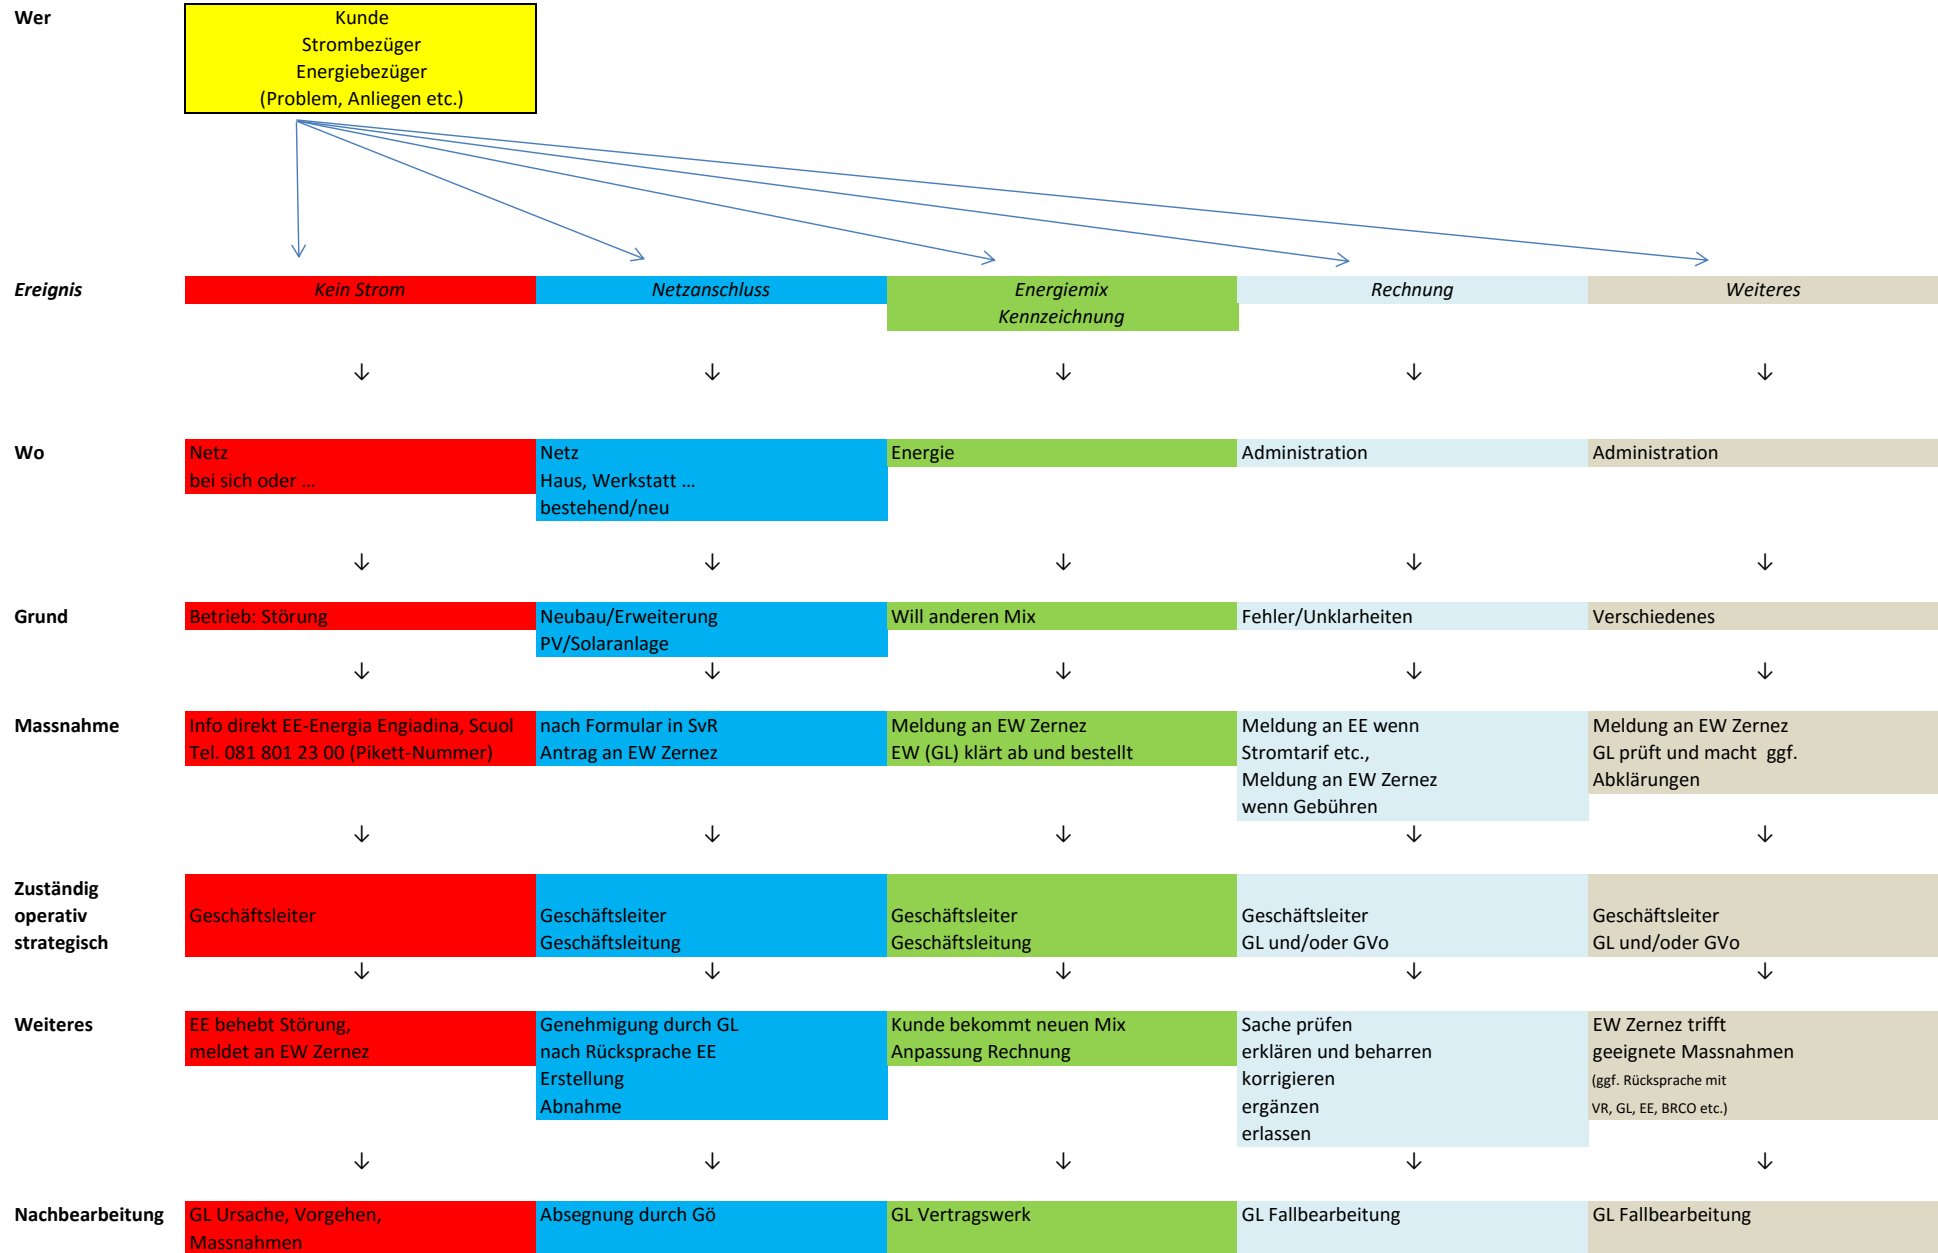 Wer
Kunde
Strombezüger
Energiebezüger
(Problem, Anliegen etc.)
Ereignis
Kein Strom
Netzanschluss
Energiemix
Kennzeichnung
Rechnung
Weiteres
↓ ↓ ↓ ↓ ↓
Wo
Netz
bei sich oder ...
Netz
Haus, Werkstatt ...
bestehend/neu
Energie
Administration
Administration
↓ ↓ ↓ ↓ ↓
Grund
Betrieb: Störung
Neubau/Erweiterung
PV/Solaranlage
Will anderen Mix
Fehler/Unklarheiten
Verschiedenes
↓ ↓ ↓ ↓ ↓
Massnahme
Info direkt EE-Energia Engiadina, Scuol
Tel. 081 801 23 00 (Pikett-Nummer)
nach Formular in SvR
Antrag an EW Zernez
Meldung an EW Zernez
EW (GL) klärt ab und bestellt
Meldung an EE wenn
Stromtarif etc.,
Meldung an EW Zernez
wenn Gebühren
Meldung an EW Zernez
GL prüft und macht ggf.
Abklärungen
↓ ↓ ↓ ↓ ↓
Zuständig
operativ
strategisch
Geschäftsleiter
Geschäftsleiter
Geschäftsleitung
Geschäftsleiter
Geschäftsleitung
Geschäftsleiter
GL und/oder GVo
Geschäftsleiter
GL und/oder GVo
↓ ↓ ↓ ↓ ↓
Weiteres
EE behebt Störung,
meldet an EW Zernez
Genehmigung durch GL
nach Rücksprache EE
Erstellung
Abnahme
Kunde bekommt neuen Mix
Anpassung Rechnung
Sache prüfen
erklären und beharren
korrigieren
ergänzen
erlassen
EW Zernez trifft
geeignete Massnahmen
(ggf. Rücksprache mit
VR, GL, EE, BRCO etc.)
↓ ↓ ↓ ↓ ↓
Nachbearbeitung
GL Ursache, Vorgehen,
Massnahmen
Absegnung durch Gö
GL Vertragswerk
GL Fallbearbeitung
GL Fallbearbeitung